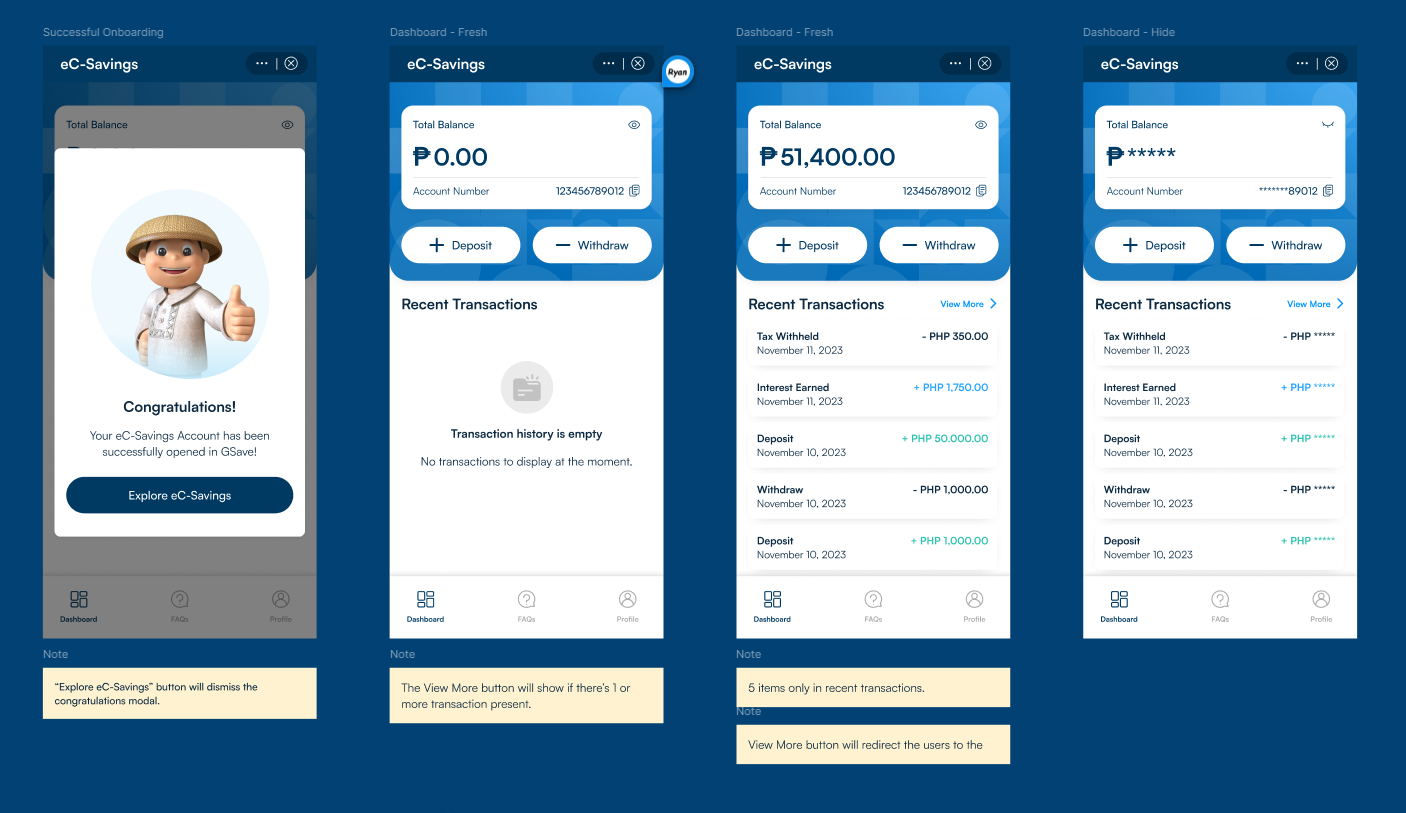 Successful Onboarding
eC-Savings
Total Balance
Congratulations!
Your eC-Savings Account has been
successfully opened in GSave!
Explore eC-Savings
Dashboard
FAQs
Profile
Note
“Explore eC-Savings” button will dismiss the
congratulations modal.
Dashboard - Fresh
eC-Savings
Ryan
Total Balance
₱0.00
Account Number
123456789012
Deposit
Withdraw
Recent Transactions
Transaction history is empty
No transactions to display at the moment.
Dashboard
FAQs
Profile
Note
The View More button will show if there’s 1 or
more transaction present.
Dashboard - Fresh
eC-Savings
Total Balance
₱51,400.00
Account Number
123456789012
Deposit
Withdraw
Recent Transactions
View More
Tax Withheld
- PHP 350.00
November 11, 2023
Interest Earned
+ PHP 1,750.00
November 11, 2023
Deposit
+ PHP 50.000.00
November 10, 2023
Withdraw
- PHP 1,000.00
November 10, 2023
Deposit
+ PHP 1,000.00
November 10, 2023
Dashboard
FAQs
Profile
Note
5 items only in recent transactions.
Note
View More button will redirect the users to the
Dashboard - Hide
eC-Savings
Total Balance
₱*****
Account Number
*******89012
Deposit
Withdraw
Recent Transactions
View More
Tax Withheld
- PHP *****
November 11, 2023
Interest Earned
+ PHP *****
November 11, 2023
Deposit
+ PHP *****
November 10, 2023
Withdraw
- PHP *****
November 10, 2023
Deposit
+ PHP *****
November 10, 2023
Dashboard
FAQs
Profile